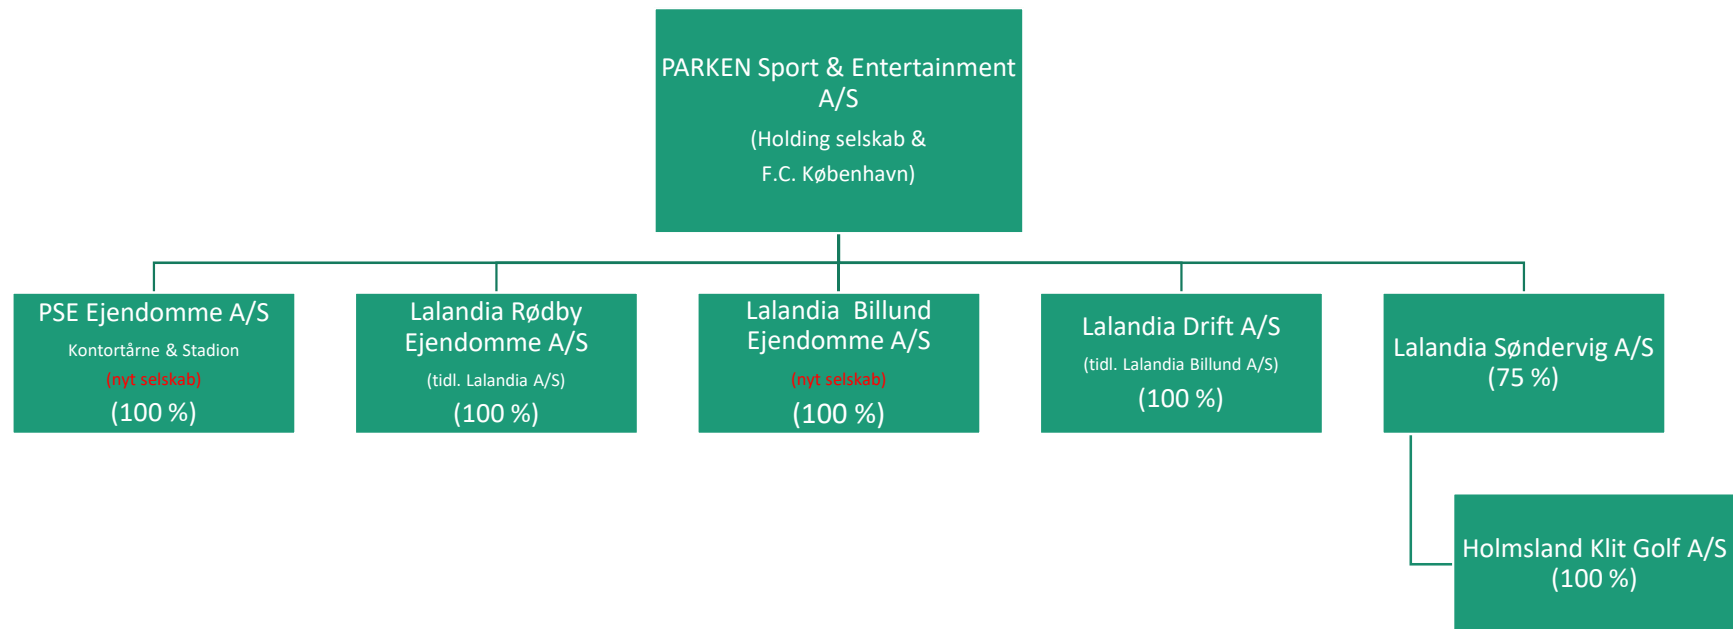 PARKEN Sport & Entertainment
A/S
(Holding selskab &
F.C. København)
PSE Ejendomme A/S
Kontortårne & Stadion
(nyt selskab)
(100 %)
Lalandia Rødby
Ejendomme A/S
(tidl. Lalandia A/S)
(100 %)
Lalandia  Billund
Ejendomme A/S
(nyt selskab)
(100 %)
Lalandia Drift A/S
(tidl. Lalandia Billund A/S)
(100 %)
Lalandia Søndervig A/S
(75 %)
Holmsland Klit Golf A/S
(100 %)